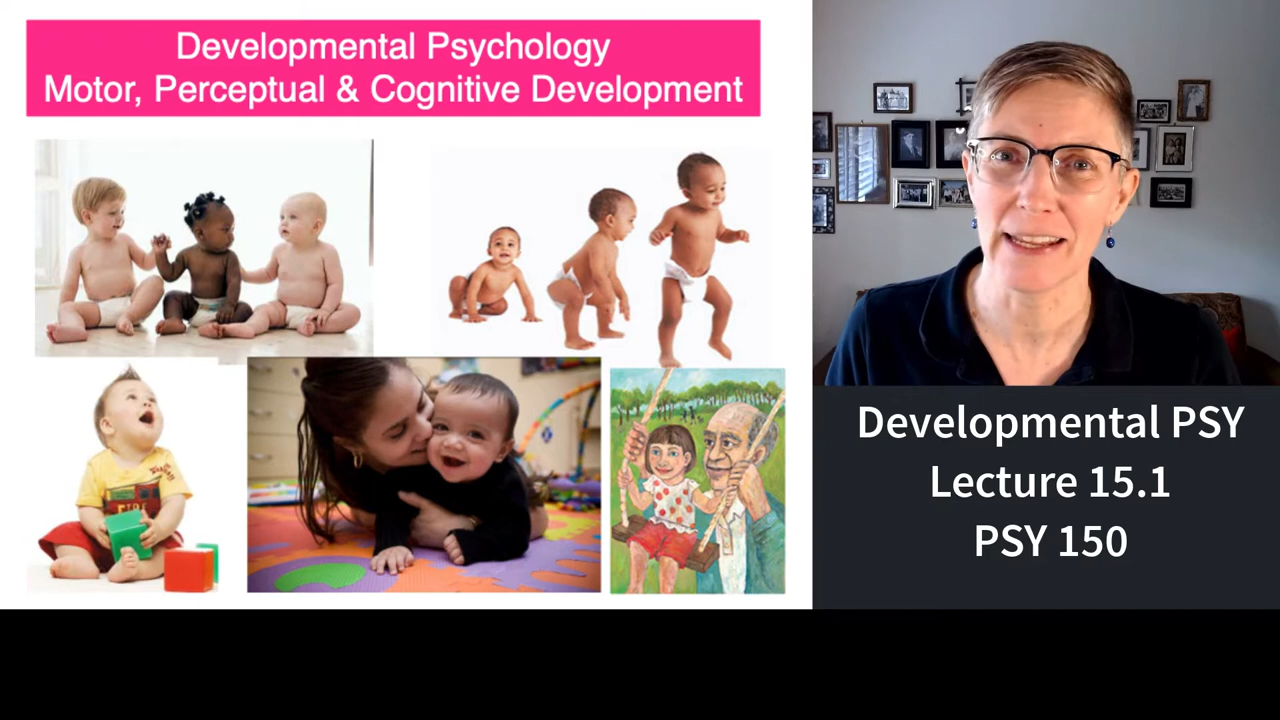 Developmental Psychology
Motor, Perceptual & Cognitive Development
Developmental PSY
Lecture 15.1
PSY 150